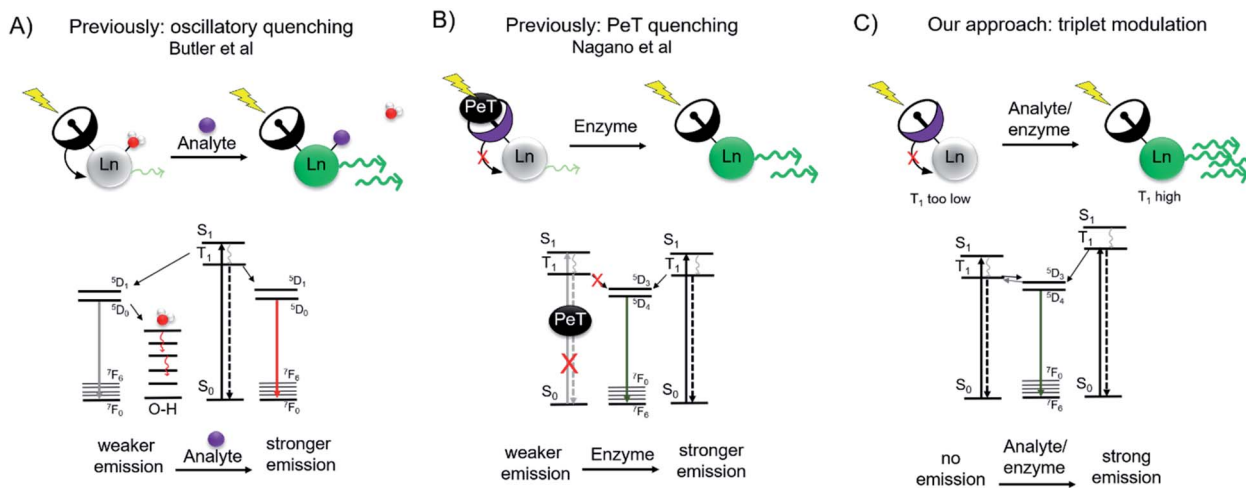 A)
Previously: oscillatory quenching
Butler et al
Ln
Analyte
Ln
S₁
T₁
⁵D₁
⁵D₀
⁵D₁
⁵D₀
⁷F₆
⁷F₀
O-H
S₀
⁷F₆
⁷F₀
weaker
emission
Analyte
stronger
emission
B)
Previously: PeT quenching
Nagano et al
PeT
Ln
Enzyme
Ln
S₁
T₁
S₁
T₁
⁵D₃
⁵D₄
PeT
X
⁷F₀
⁷F₆
S₀
S₀
weaker
emission
Enzyme
stronger
emission
C)
Our approach: triplet modulation
Ln
Analyte/
enzyme
Ln
T₁ too low
T₁ high
S₁
T₁
S₁
T₁
⁵D₃
⁵D₄
⁷F₀
⁷F₆
S₀
S₀
no
emission
Analyte/
enzyme
strong
emission